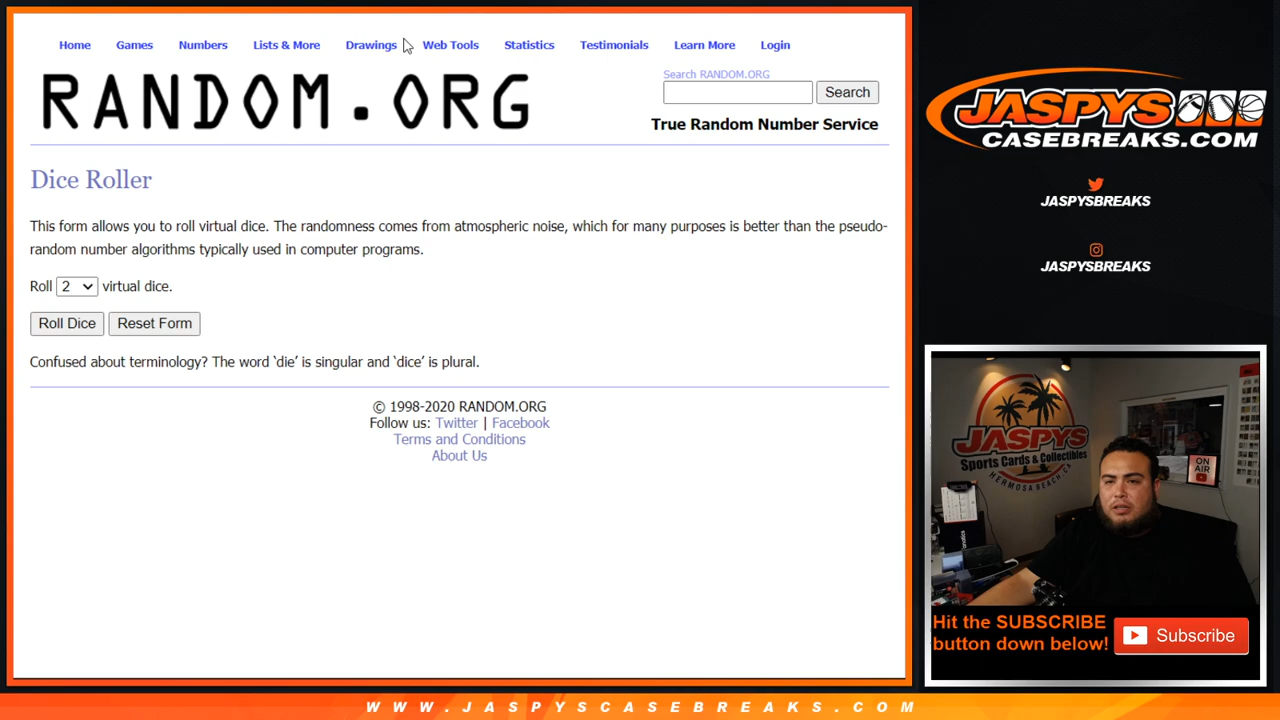 Home Games Numbers Lists & More Drawings Web Tools Statistics Testimonials Learn More Login
RANDOM.ORG
Search RANDOM.ORG
Search
True Random Number Service
Dice Roller
This form allows you to roll virtual dice. The randomness comes from atmospheric noise, which for many purposes is better than the pseudo-
random number algorithms typically used in computer programs.
Roll 2 virtual dice.
Roll Dice Reset Form
Confused about terminology? The word ‘die’ is singular and ‘dice’ is plural.
© 1998-2020 RANDOM.ORG
Follow us: Twitter | Facebook
Terms and Conditions
About Us
JASPYS
CASEBREAKS.COM
JASPYSBREAKS
JASPYSBREAKS
JASPYS
Sports Cards & Collectibles
HERMOSA BEACH, CA
ON
AIR
Hit the SUBSCRIBE
button down below!
Subscribe
WWW.JASPYSCASEBREAKS.COM